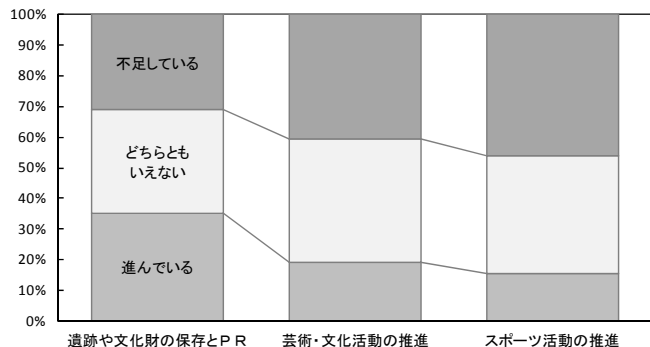 100%
90%
80%
70%
60%
50%
40%
30%
20%
10%
0%
不足している
どちらとも
いえない
進んでいる
遺跡や文化財の保存とＰＲ
芸術・文化活動の推進
スポーツ活動の推進